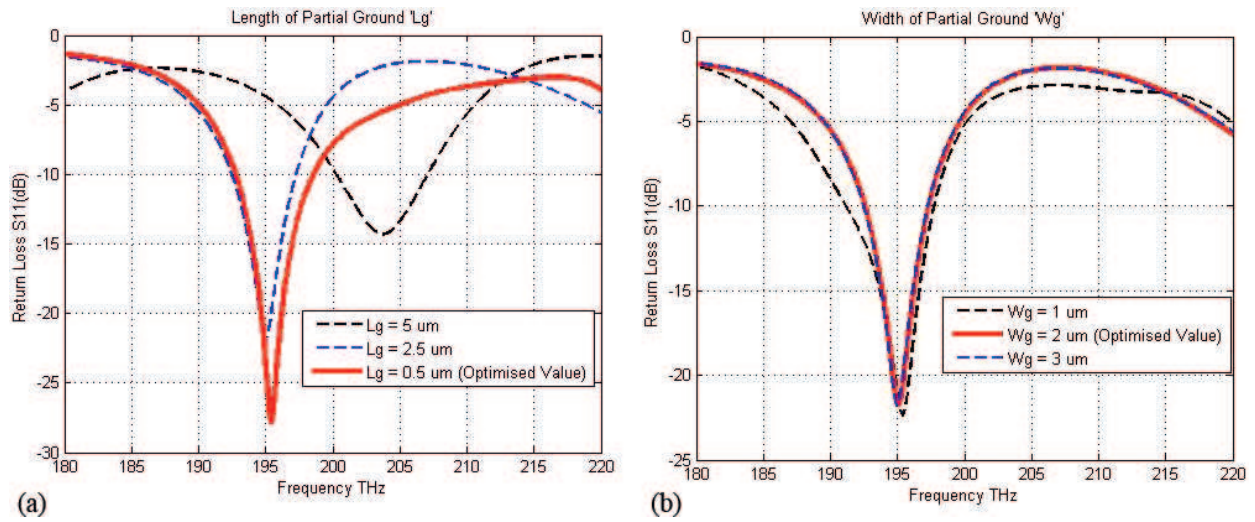 Length of Partial Ground 'Lg'
0
-5
-10
-15
-20
-25
-30
Return Loss S11(dB)
Lg = 5 um
Lg = 2.5 um
Lg = 0.5 um (Optimised Value)
180 185 190 195 200 205 210 215 220
Frequency THz
(a)
Width of Partial Ground 'Wg'
0
-5
-10
-15
-20
-25
Return Loss S11(dB)
Wg = 1 um
Wg = 2 um (Optimised Value)
Wg = 3 um
180 185 190 195 200 205 210 215 220
Frequency THz
(b)